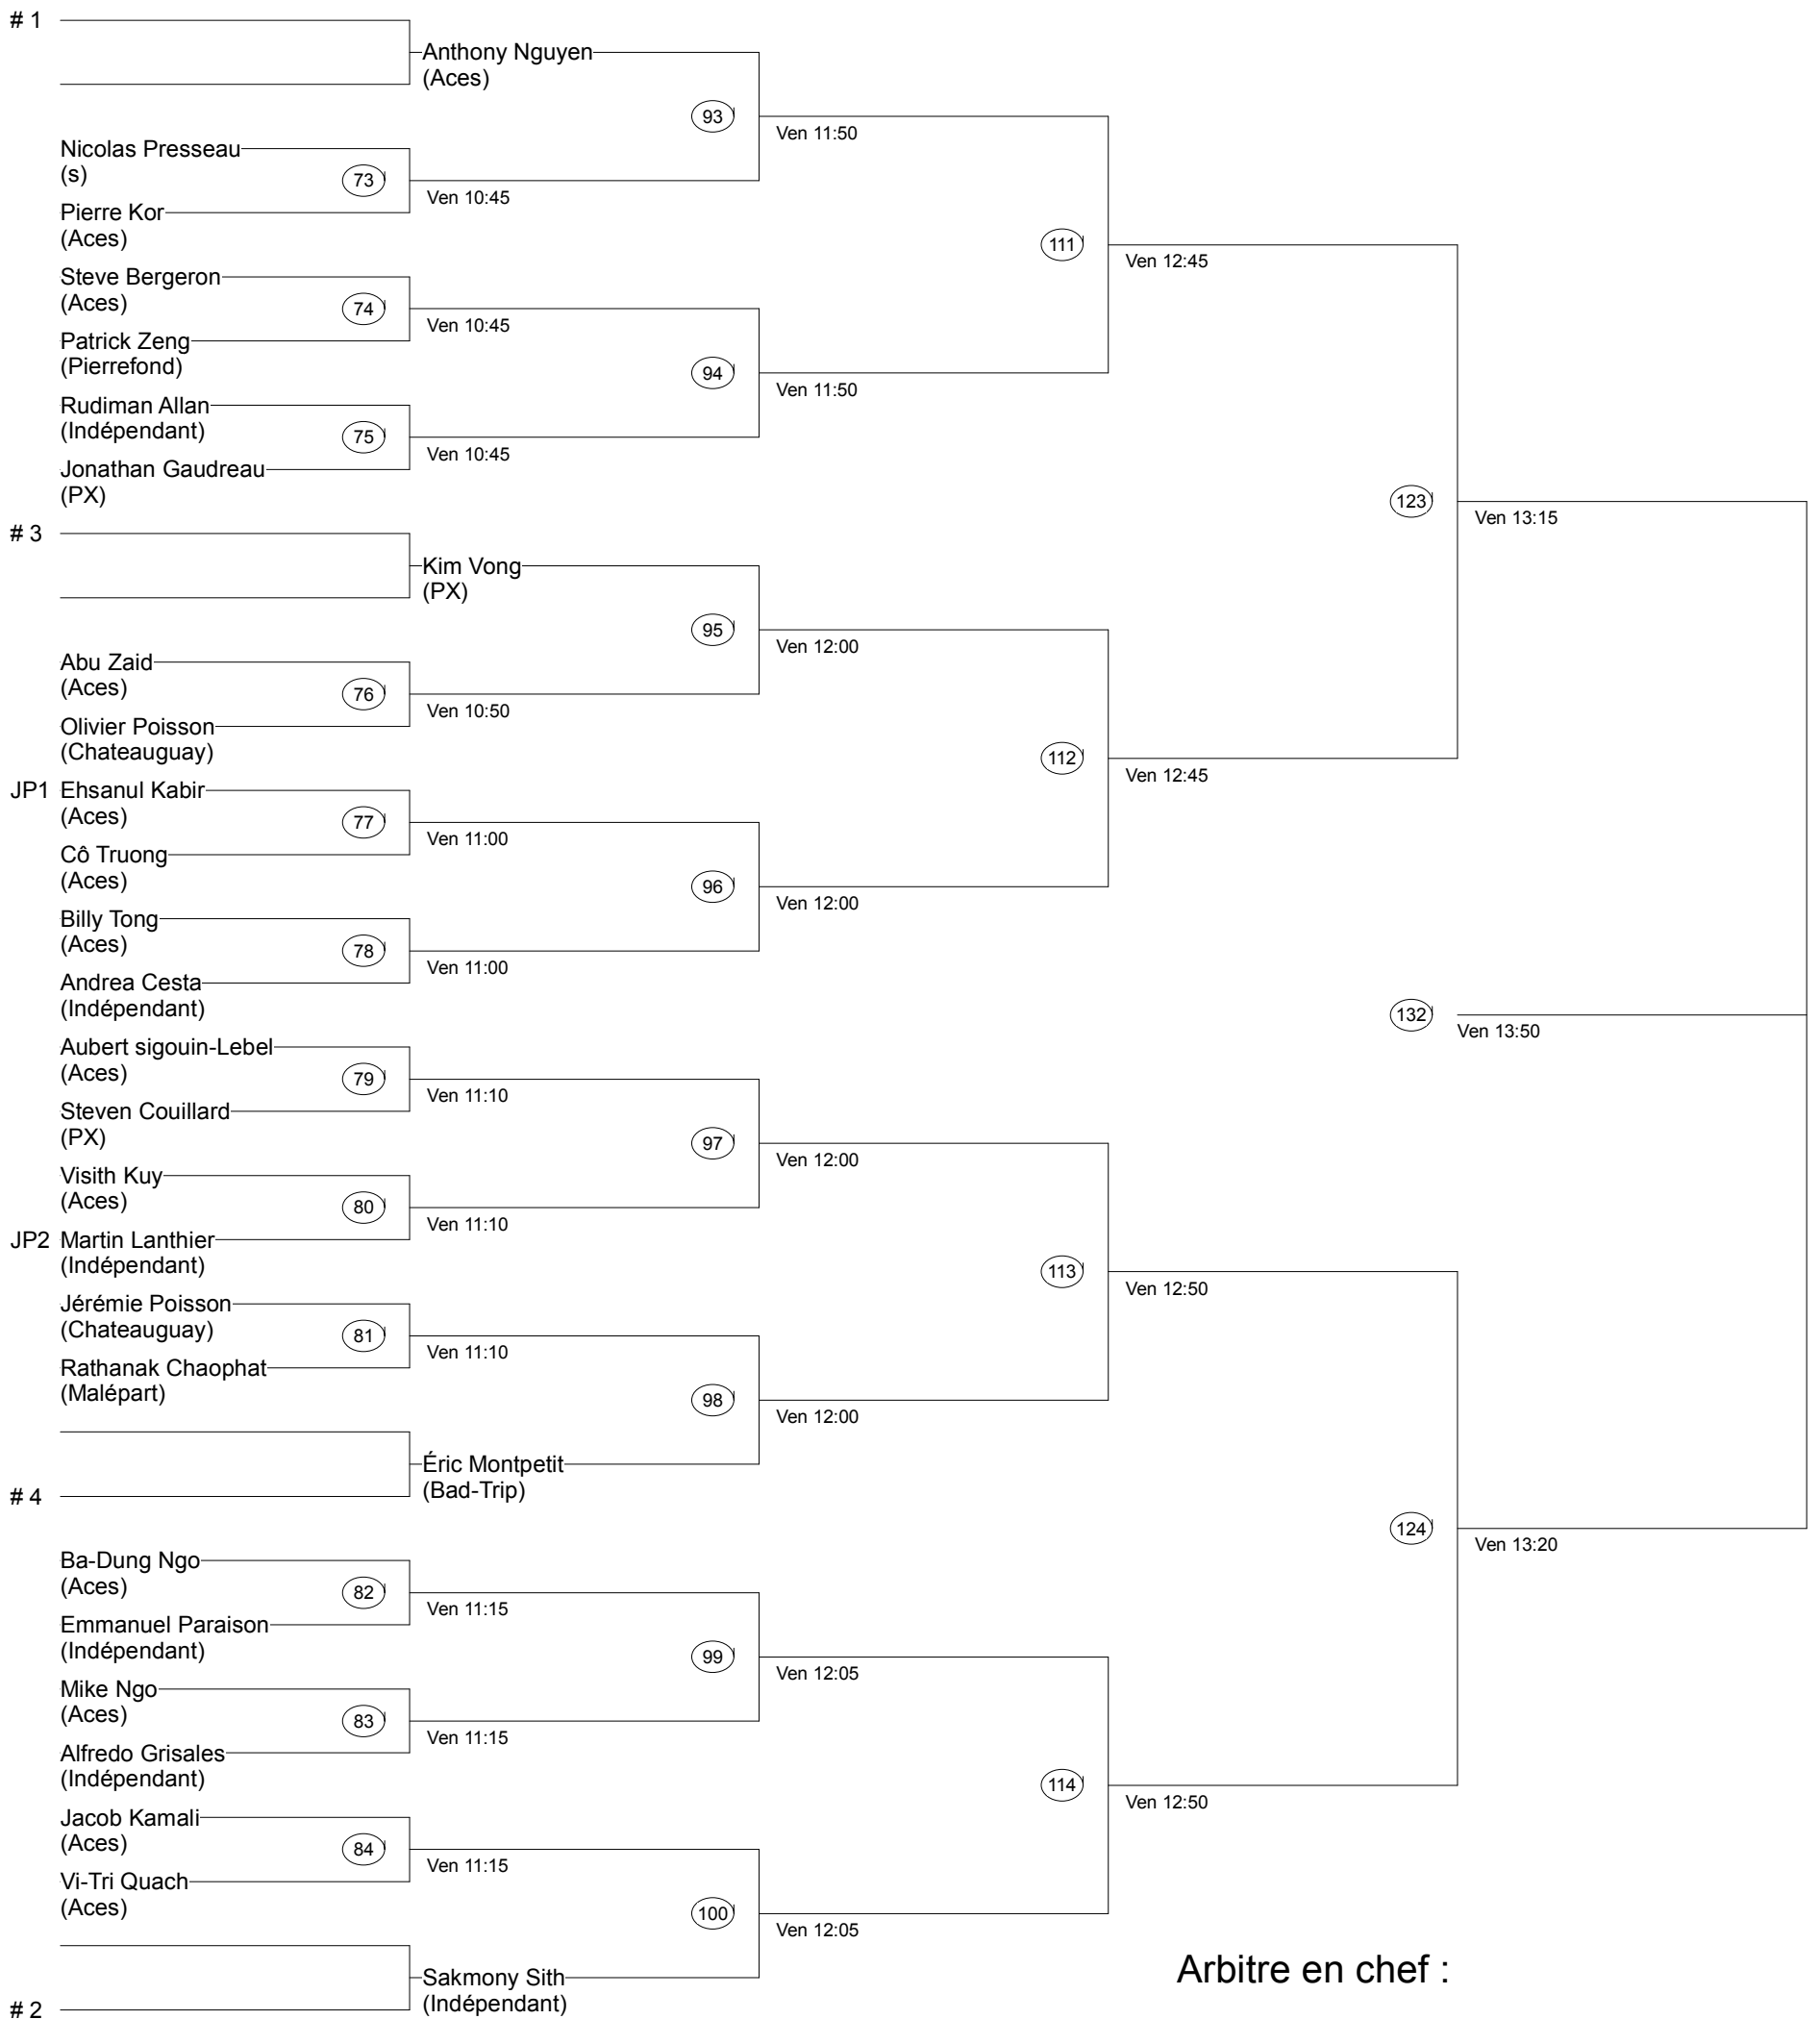 # 1
Anthony Nguyen
(Aces)
93
Ven 11:50
Nicolas Presseau
(s)
73
Ven 10:45
Pierre Kor
(Aces)
111
Ven 12:45
Steve Bergeron
(Aces)
74
Ven 10:45
Patrick Zeng
(Pierrefond)
94
Ven 11:50
Rudiman Allan
(Indépendant)
75
Ven 10:45
Jonathan Gaudreau
(PX)
123
Ven 13:15
# 3
Kim Vong
(PX)
95
Ven 12:00
Abu Zaid
(Aces)
76
Ven 10:50
Olivier Poisson
(Chateauguay)
112
Ven 12:45
JP1 Ehsanul Kabir
(Aces)
77
Ven 11:00
Cô Truong
(Aces)
96
Ven 12:00
Billy Tong
(Aces)
78
Ven 11:00
Andrea Cesta
(Indépendant)
132
Ven 13:50
Aubert sigouin-Lebel
(Aces)
79
Ven 11:10
Steven Couillard
(PX)
97
Ven 12:00
Visith Kuy
(Aces)
80
Ven 11:10
JP2 Martin Lanthier
(Indépendant)
113
Ven 12:50
Jérémie Poisson
(Chateauguay)
81
Ven 11:10
Rathanak Chaophat
(Malépart)
98
Ven 12:00
Éric Montpetit
(Bad-Trip)
# 4
124
Ven 13:20
Ba-Dung Ngo
(Aces)
82
Ven 11:15
Emmanuel Paraison
(Indépendant)
99
Ven 12:05
Mike Ngo
(Aces)
83
Ven 11:15
Alfredo Grisales
(Indépendant)
114
Ven 12:50
Jacob Kamali
(Aces)
84
Ven 11:15
Vi-Tri Quach
(Aces)
100
Ven 12:05
Arbitre en chef :
Sakmony Sith
(Indépendant)
# 2